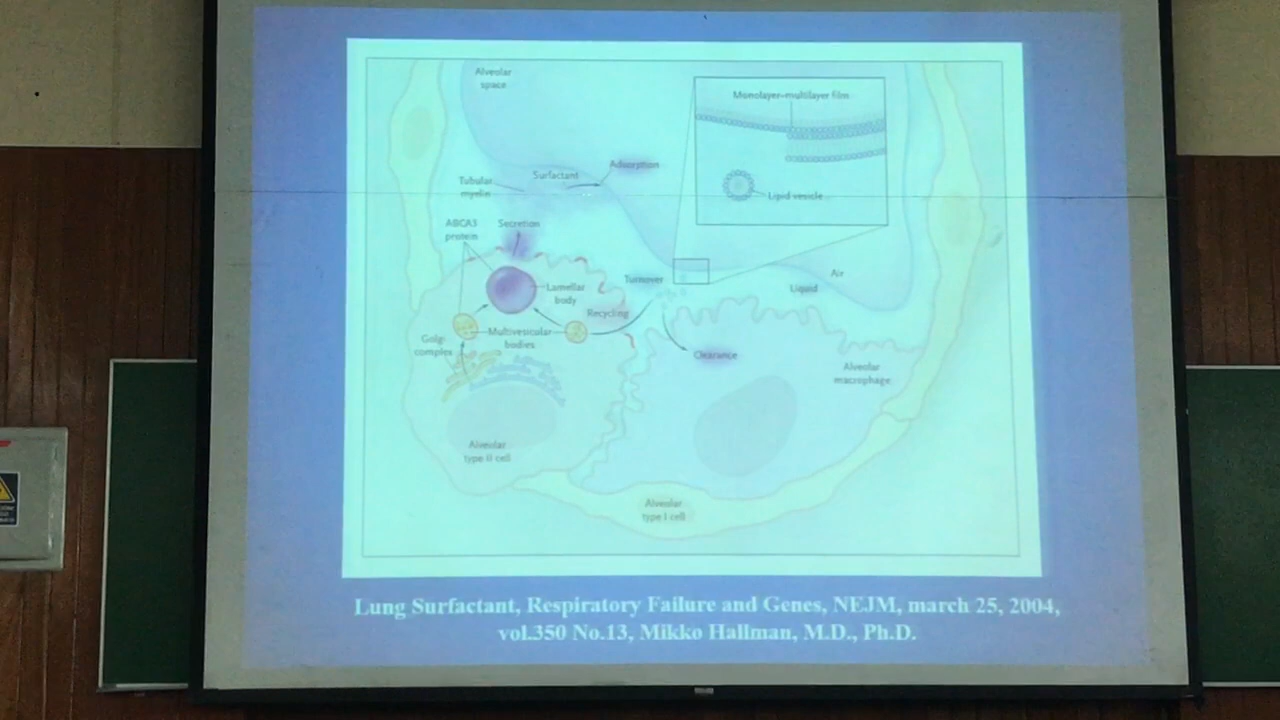 Alveolar
space
Monolayer–multilayer film
Adsorption
Surfactant
Tubular
myelin
Lipid vesicle
ABCA3
protein
Secretion
Turnover
Air
Lamellar
body
Liquid
Recycling
Multivesicular
bodies
Golgi
complex
Clearance
Alveolar
macrophage
Alveolar
type II cell
Alveolar
type I cell
Lung Surfactant, Respiratory Failure and Genes, NEJM, march 25, 2004,
vol.350 No.13, Mikko Hallman, M.D., Ph.D.